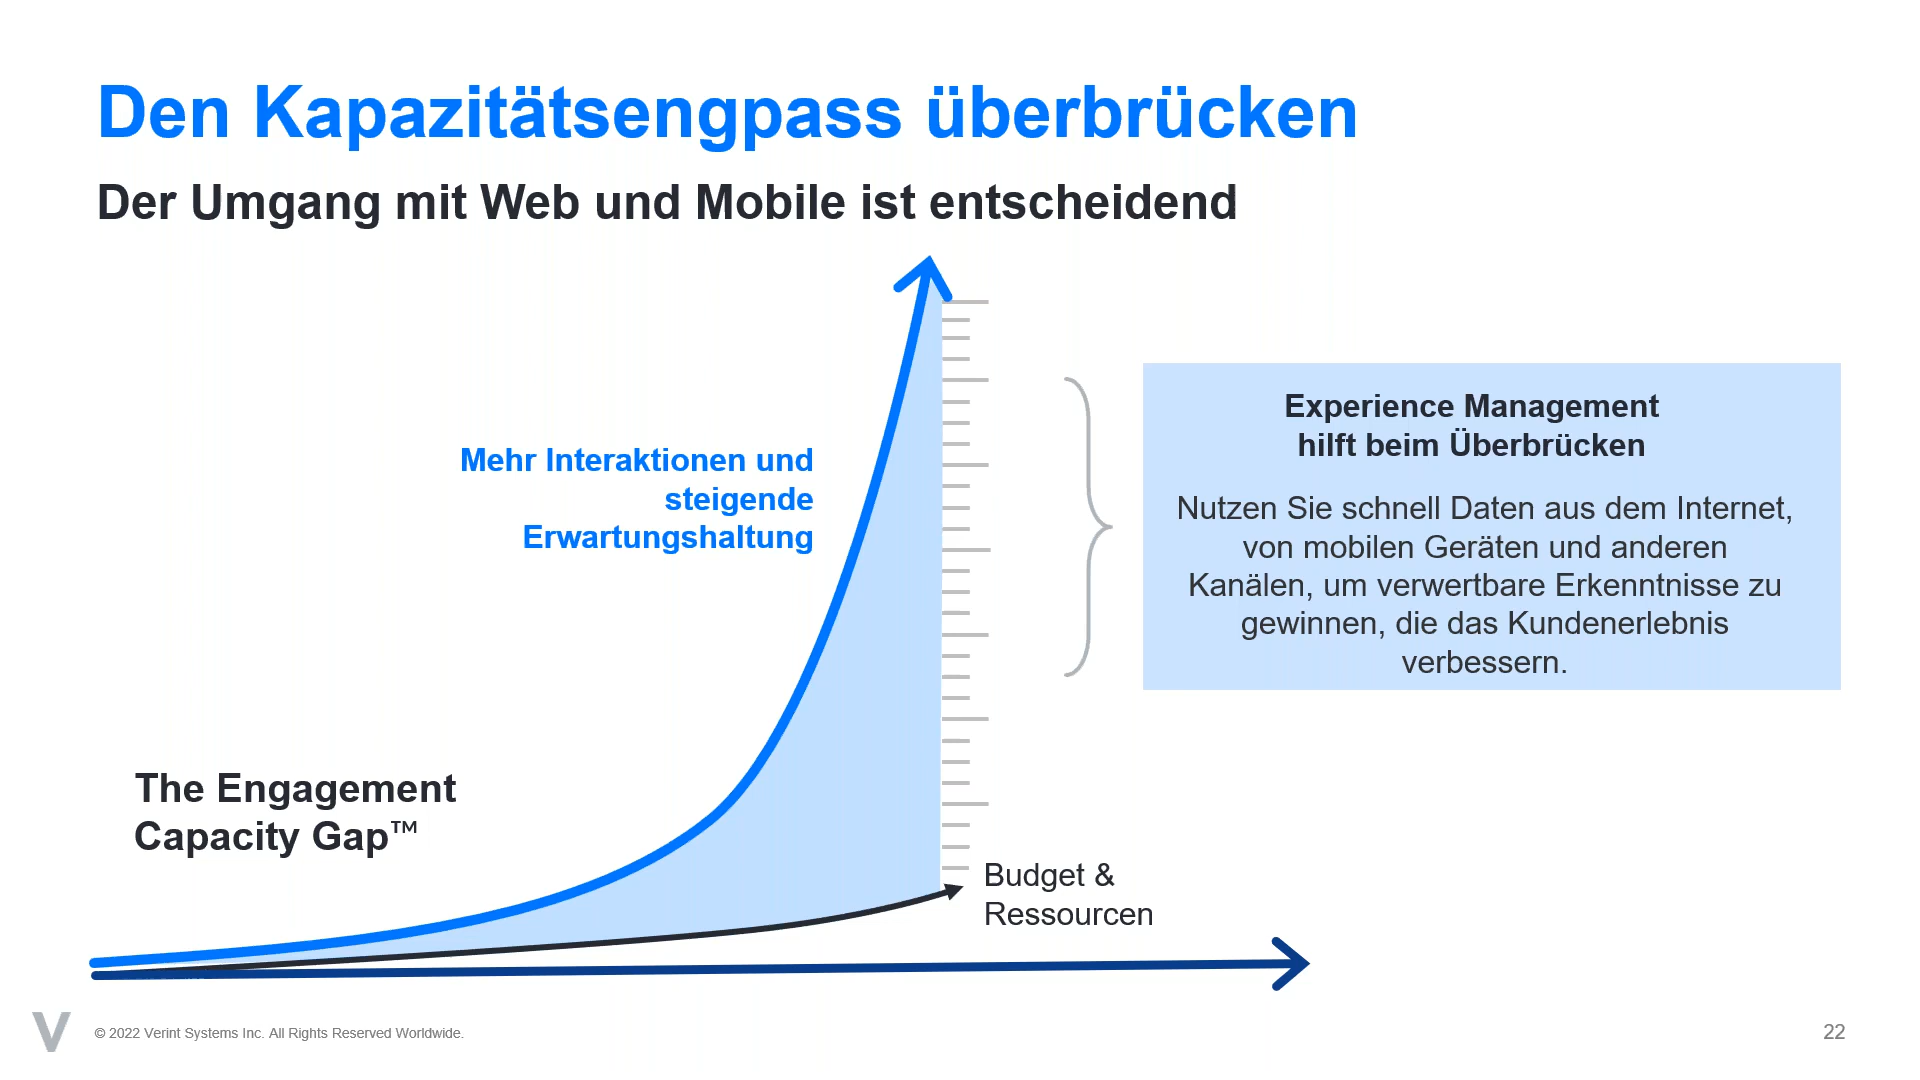 Den Kapazitätsengpass überbrücken
Der Umgang mit Web und Mobile ist entscheidend
Mehr Interaktionen und
steigende
Erwartungshaltung
Experience Management
hilft beim Überbrücken
Nutzen Sie schnell Daten aus dem Internet,
von mobilen Geräten und anderen
Kanälen, um verwertbare Erkenntnisse zu
gewinnen, die das Kundenerlebnis
verbessern.
The Engagement
Capacity Gap™
Budget &
Ressourcen
© 2022 Verint Systems Inc. All Rights Reserved Worldwide.
22